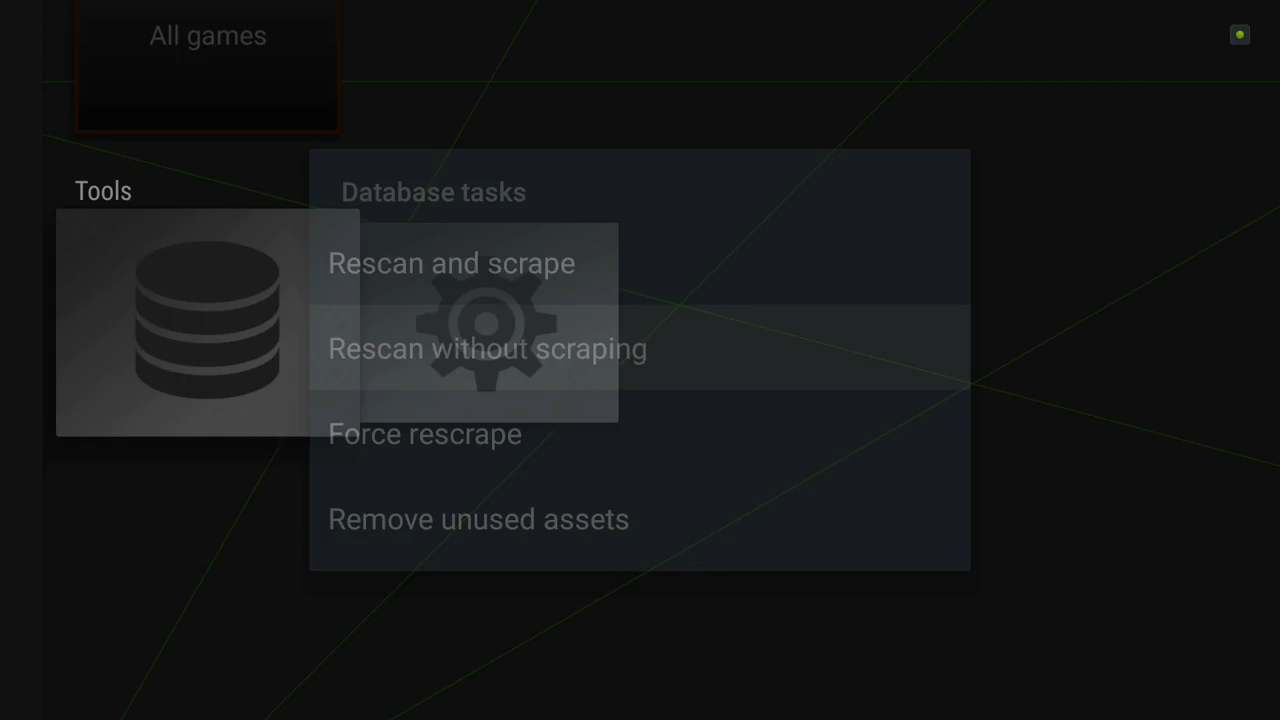 All games
Tools
Database tasks
Rescan and scrape
Rescan without scraping
Force rescrape
Remove unused assets